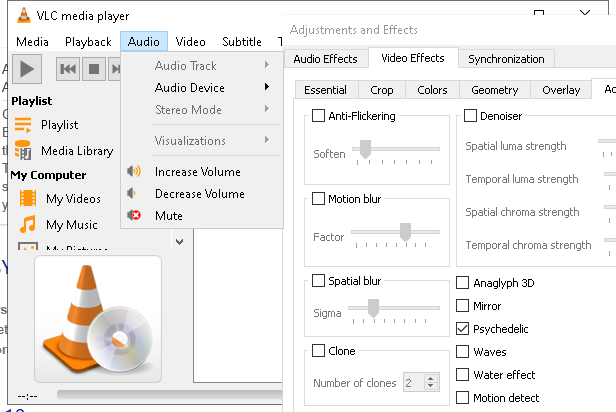 VLC media player
Media Playback Audio Video Subtitle T
Audio Track
Audio Device
Stereo Mode
Visualizations
Increase Volume
Decrease Volume
Mute
Playlist
Playlist
Media Library
My Computer
My Videos
My Music
My Pictures
--:--
Adjustments and Effects
Audio Effects Video Effects Synchronization
Essential Crop Colors Geometry Overlay
Anti-Flickering
Soften
Motion blur
Factor
Spatial blur
Sigma
Clone
Number of clones 2
Denoiser
Spatial luma strength
Temporal luma strength
Spatial chroma strength
Temporal chroma strength
Anaglyph 3D
Mirror
Psychedelic
Waves
Water effect
Motion detect